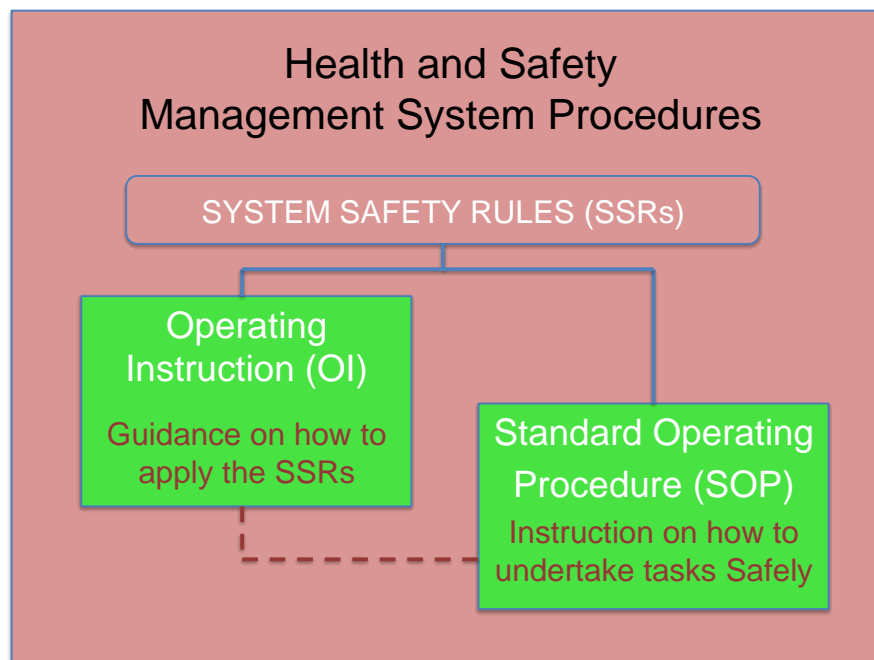 Health and Safety
Management System Procedures
SYSTEM SAFETY RULES (SSRs)
Operating
Instruction (OI)
Guidance on how to
apply the SSRs
Standard Operating
Procedure (SOP)
Instruction on how to
undertake tasks Safely